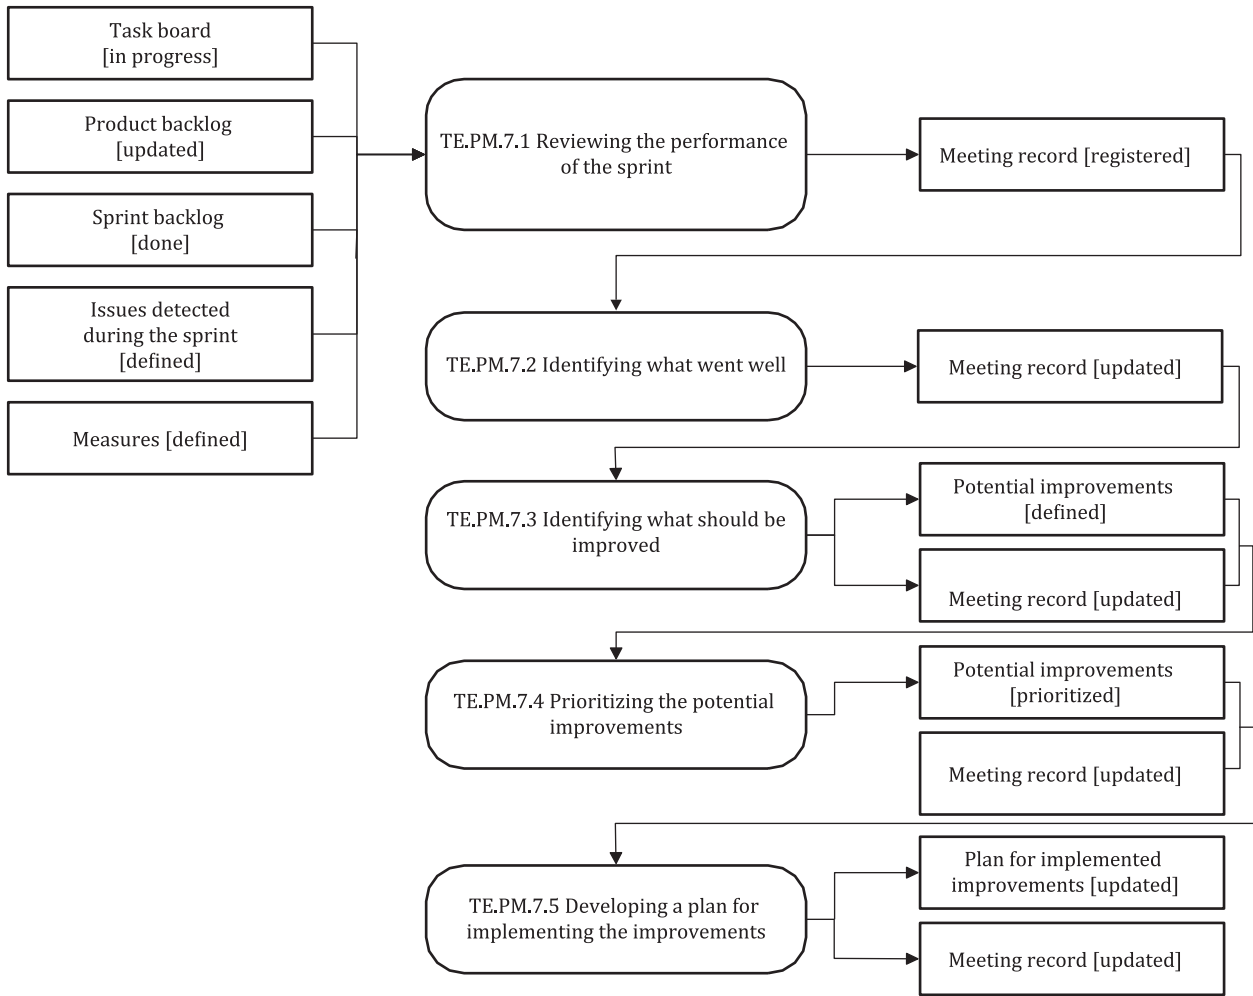 Task board
[in progress]
Product backlog
[updated]
Sprint backlog
[done]
Issues detected
during the sprint
[defined]
Measures [defined]
TE.PM.7.1 Reviewing the performance
of the sprint
Meeting record [registered]
TE.PM.7.2 Identifying what went well
Meeting record [updated]
TE.PM.7.3 Identifying what should be
improved
Potential improvements
[defined]
Meeting record [updated]
TE.PM.7.4 Prioritizing the potential
improvements
Potential improvements
[prioritized]
Meeting record [updated]
TE.PM.7.5 Developing a plan for
implementing the improvements
Plan for implemented
improvements [updated]
Meeting record [updated]